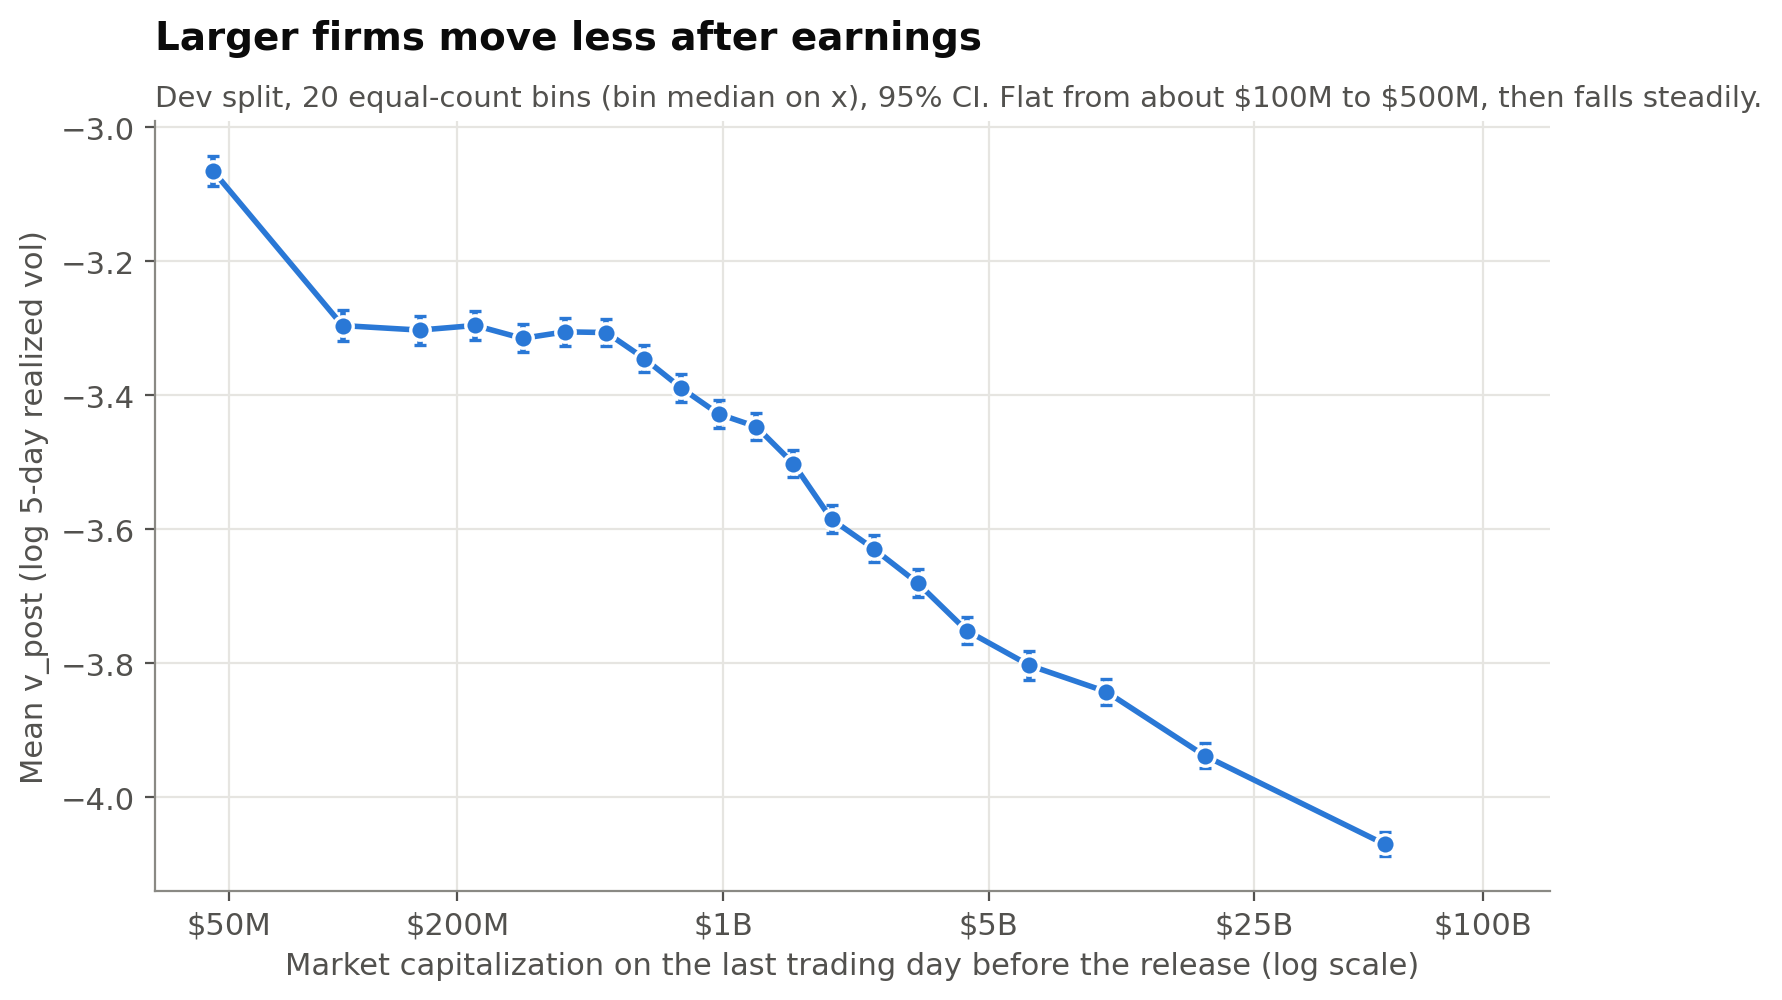 Larger firms move less after earnings
Dev split, 20 equal-count bins (bin median on x), 95% CI. Flat from about $100M to $500M, then falls steadily.
Mean v_post (log 5-day realized vol)
−3.0
−3.2
−3.4
−3.6
−3.8
−4.0
$50M
$200M
$1B
$5B
$25B
$100B
Market capitalization on the last trading day before the release (log scale)